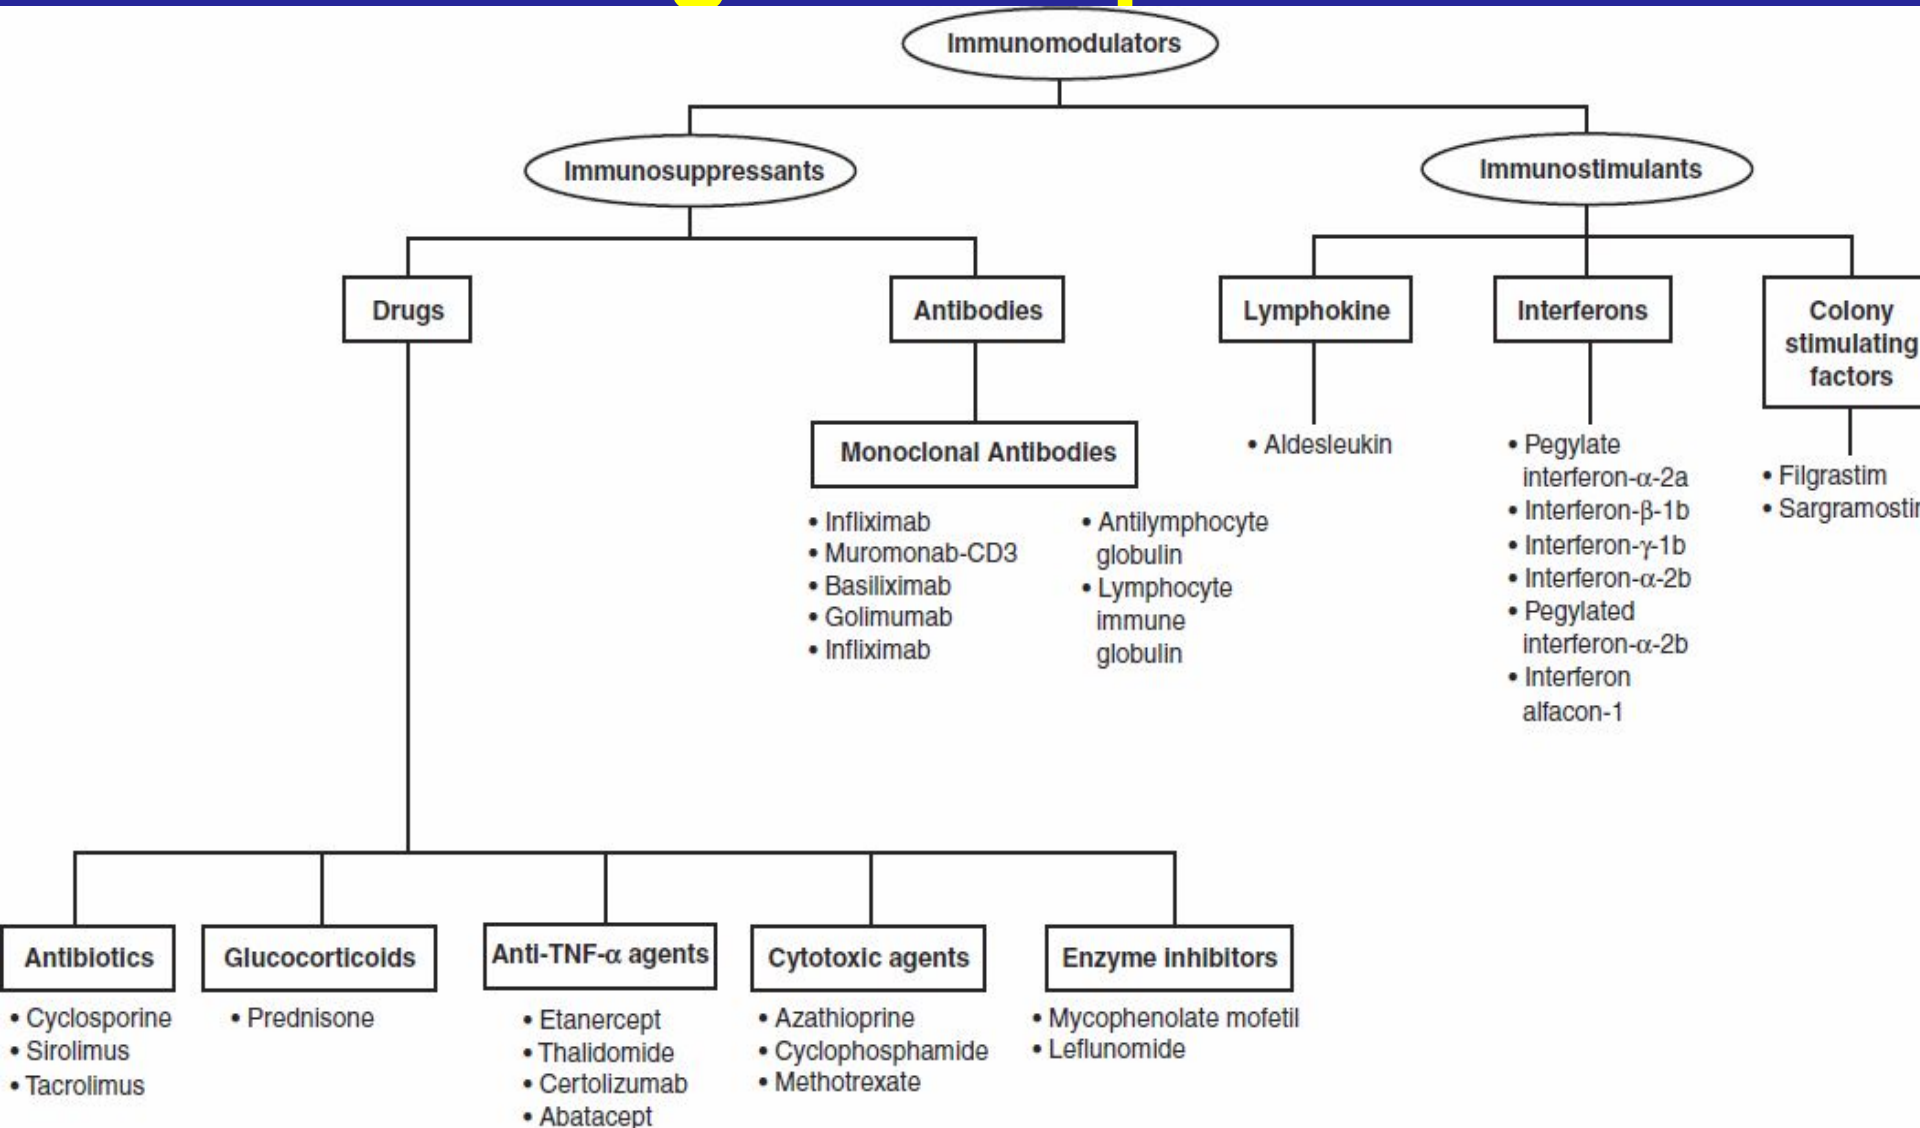 Immunomodulators
Immunosuppressants
Immunostimulants
Drugs
Antibodies
Lymphokine
Interferons
Colony
stimulating
factors
Monoclonal Antibodies
• Infliximab
• Muromonab-CD3
• Basiliximab
• Golimumab
• Infliximab
• Antilymphocyte
globulin
• Lymphocyte
immune
globulin
• Aldesleukin
• Pegylate
interferon-α-2a
• Interferon-β-1b
• Interferon-γ-1b
• Interferon-α-2b
• Pegylated
interferon-α-2b
• Interferon
alfacon-1
• Filgrastim
Antibiotics
• Cyclosporine
• Sirolimus
• Tacrolimus
Glucocorticoids
• Prednisone
Anti-TNF-α agents
• Etanercept
• Thalidomide
• Certolizumab
• Abatacept
Cytotoxic agents
• Azathioprine
• Cyclophosphamide
• Methotrexate
Enzyme inhibitors
• Mycophenolate mofetil
• Leflunomide